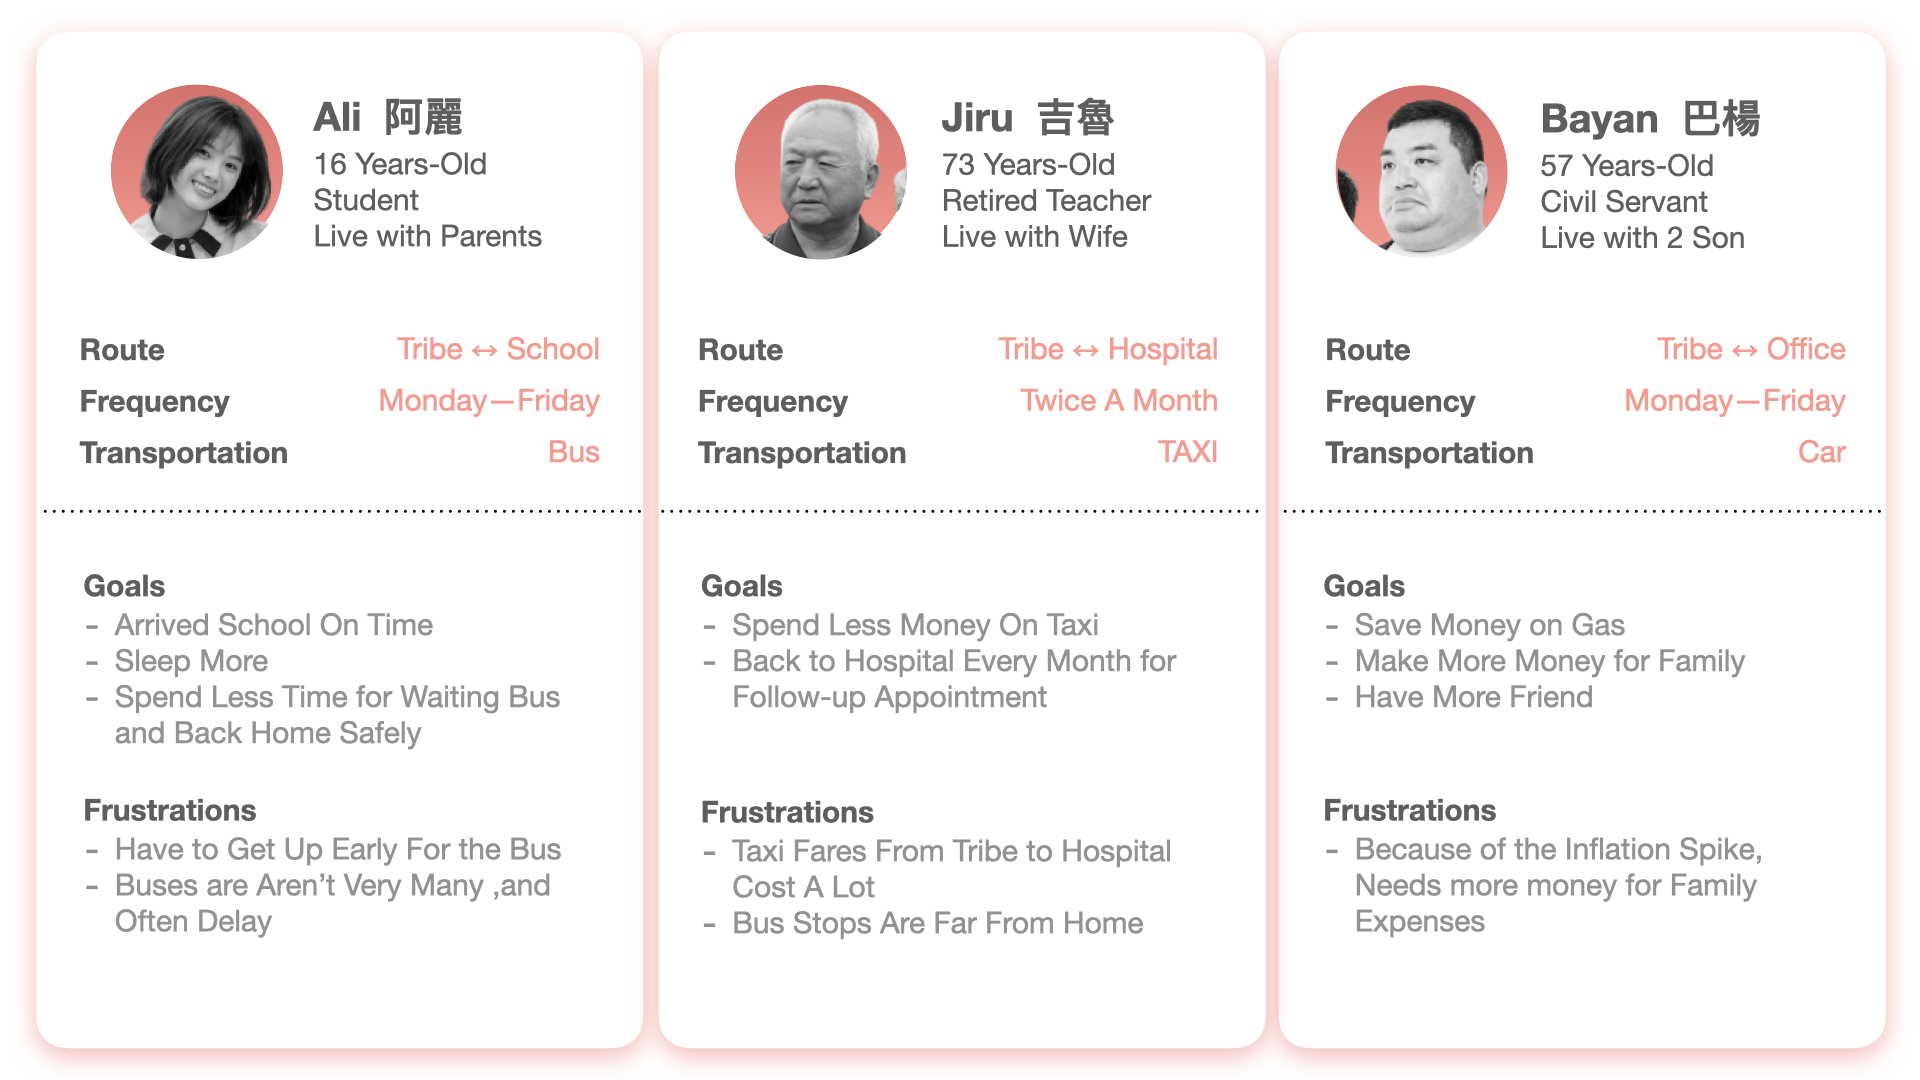 Ali 阿麗
16 Years-Old
Student
Live with Parents
Route Tribe ↔ School
Frequency Monday—Friday
Transportation Bus
Goals
- Arrived School On Time
- Sleep More
- Spend Less Time for Waiting Bus
and Back Home Safely
Frustrations
- Have to Get Up Early For the Bus
- Buses are Aren’t Very Many ,and
Often Delay
Jiru 吉魯
73 Years-Old
Retired Teacher
Live with Wife
Route Tribe ↔ Hospital
Frequency Twice A Month
Transportation TAXI
Goals
- Spend Less Money On Taxi
- Back to Hospital Every Month for
Follow-up Appointment
Frustrations
- Taxi Fares From Tribe to Hospital
Cost A Lot
- Bus Stops Are Far From Home
Bayan 巴楊
57 Years-Old
Civil Servant
Live with 2 Son
Route Tribe ↔ Office
Frequency Monday—Friday
Transportation Car
Goals
- Save Money on Gas
- Make More Money for Family
- Have More Friend
Frustrations
- Because of the Inflation Spike,
Needs more money for Family
Expenses